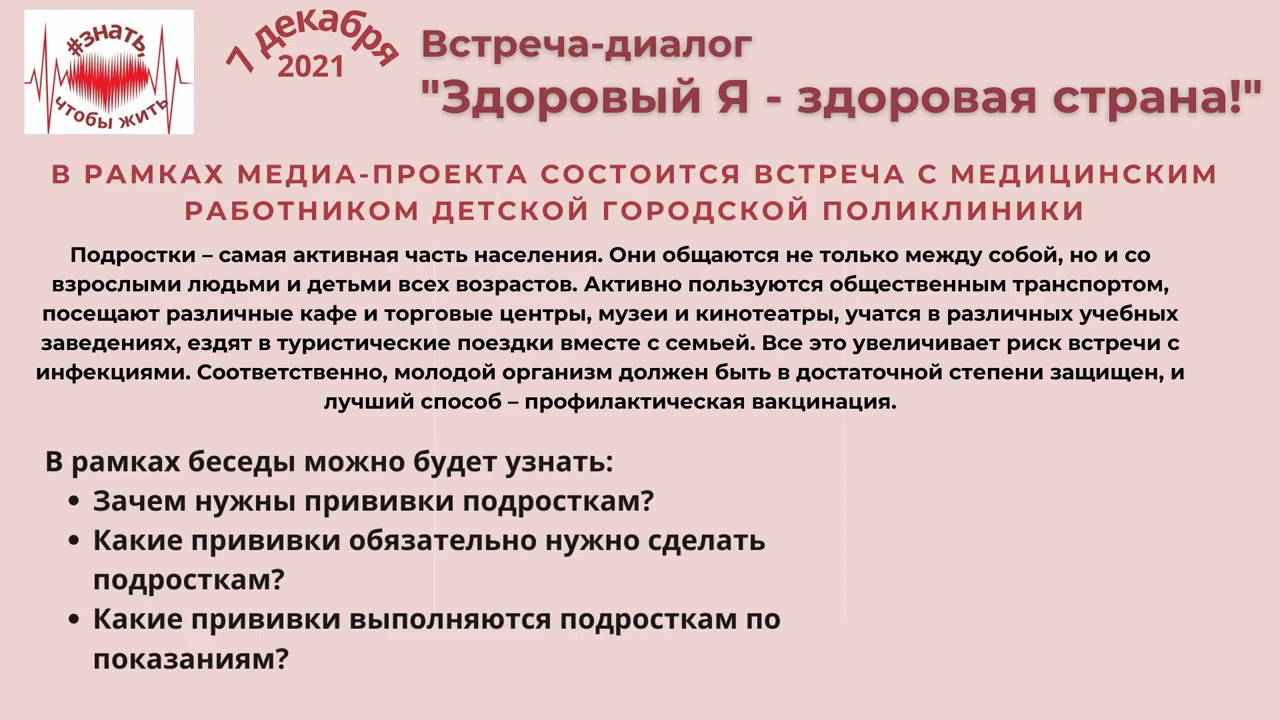 #знать,
чтобы жить
7 декабря
2021
Встреча-диалог
"Здоровый Я - здоровая страна!"
В РАМКАХ МЕДИА-ПРОЕКТА СОСТОИТСЯ ВСТРЕЧА С МЕДИЦИНСКИМ
РАБОТНИКОМ ДЕТСКОЙ ГОРОДСКОЙ ПОЛИКЛИНИКИ
Подростки – самая активная часть населения. Они общаются не только между собой, но и со
взрослыми людьми и детьми всех возрастов. Активно пользуются общественным транспортом,
посещают различные кафе и торговые центры, музеи и кинотеатры, учатся в различных учебных
заведениях, ездят в туристические поездки вместе с семьей. Все это увеличивает риск встречи с
инфекциями. Соответственно, молодой организм должен быть в достаточной степени защищен, и
лучший способ – профилактическая вакцинация.
В рамках беседы можно будет узнать:
• Зачем нужны прививки подросткам?
• Какие прививки обязательно нужно сделать
подросткам?
• Какие прививки выполняются подросткам по
показаниям?